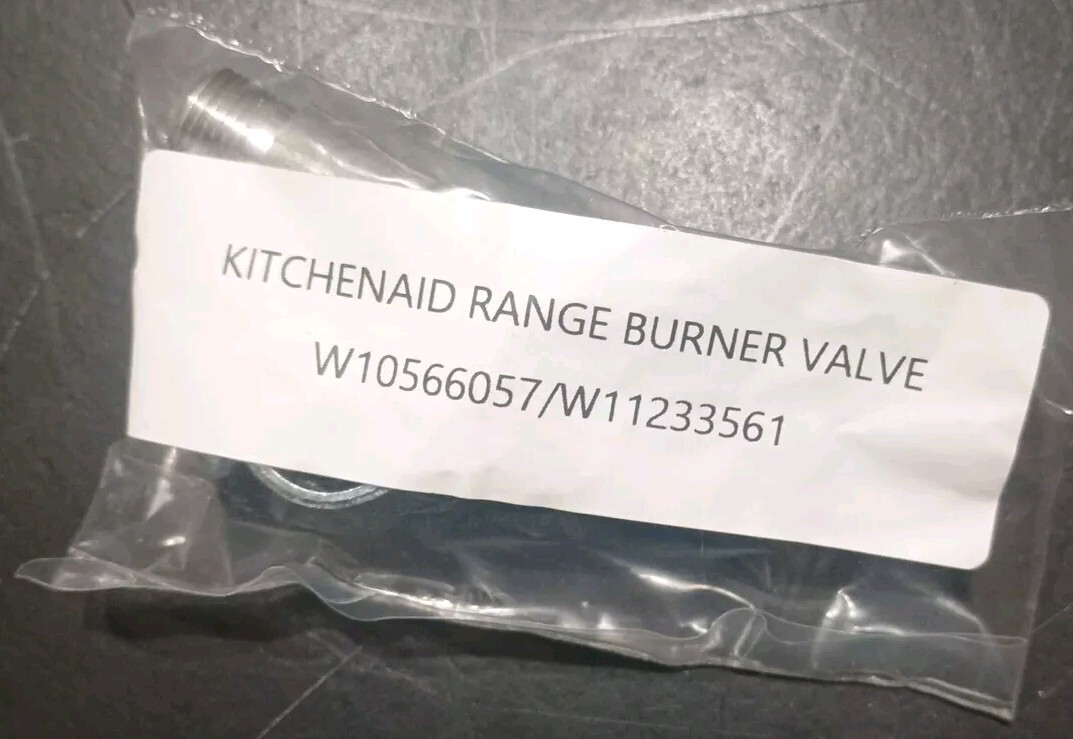 KITCHENAID RANGE BURNER VALVE
W10566057/W11233561